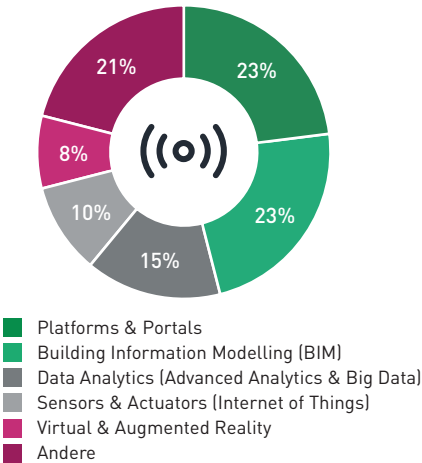 21%
23%
8%
10%
23%
15%
Platforms & Portals
Building Information Modelling (BIM)
Data Analytics (Advanced Analytics & Big Data)
Sensors & Actuators (Internet of Things)
Virtual & Augmented Reality
Andere